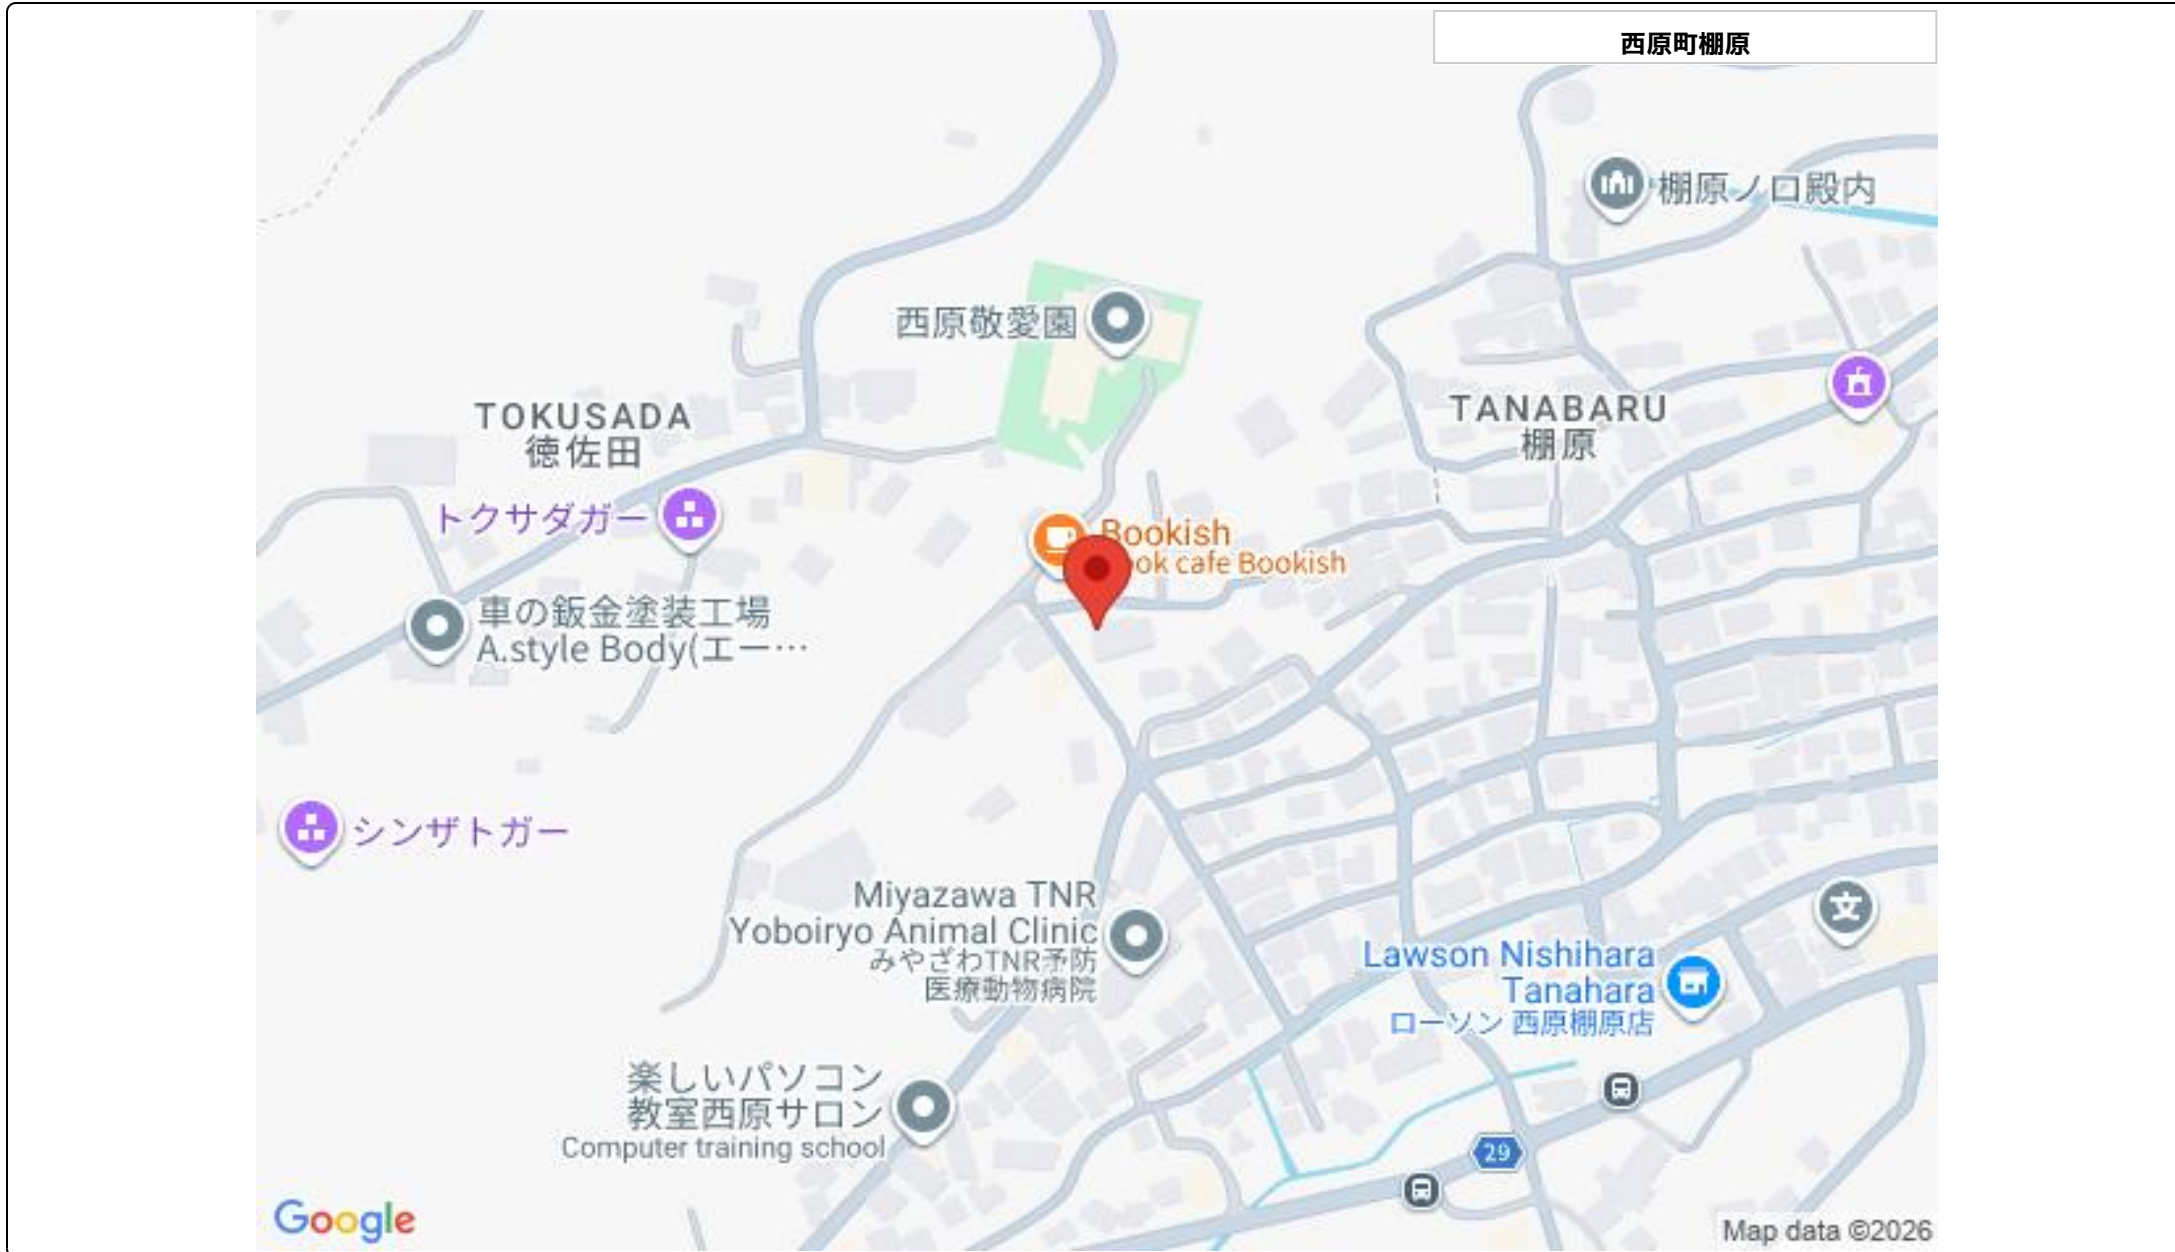 西原町棚原
棚原ノロ殿内
西原敬愛園
TOKUSADA
徳佐田
TANABARU
棚原
トクサダガー
Bookish
ook cafe Bookish
車の鈑金塗装工場
A.style Body(エー…
シンザトガー
Miyazawa TNR
Yoboiryo Animal Clinic
みやざわTNR予防
医療動物病院
文
Lawson Nishihara
Tanahara
ローソン 西原棚原店
楽しいパソコン
教室西原サロン
Computer training school
29
Google
Map data ©2026